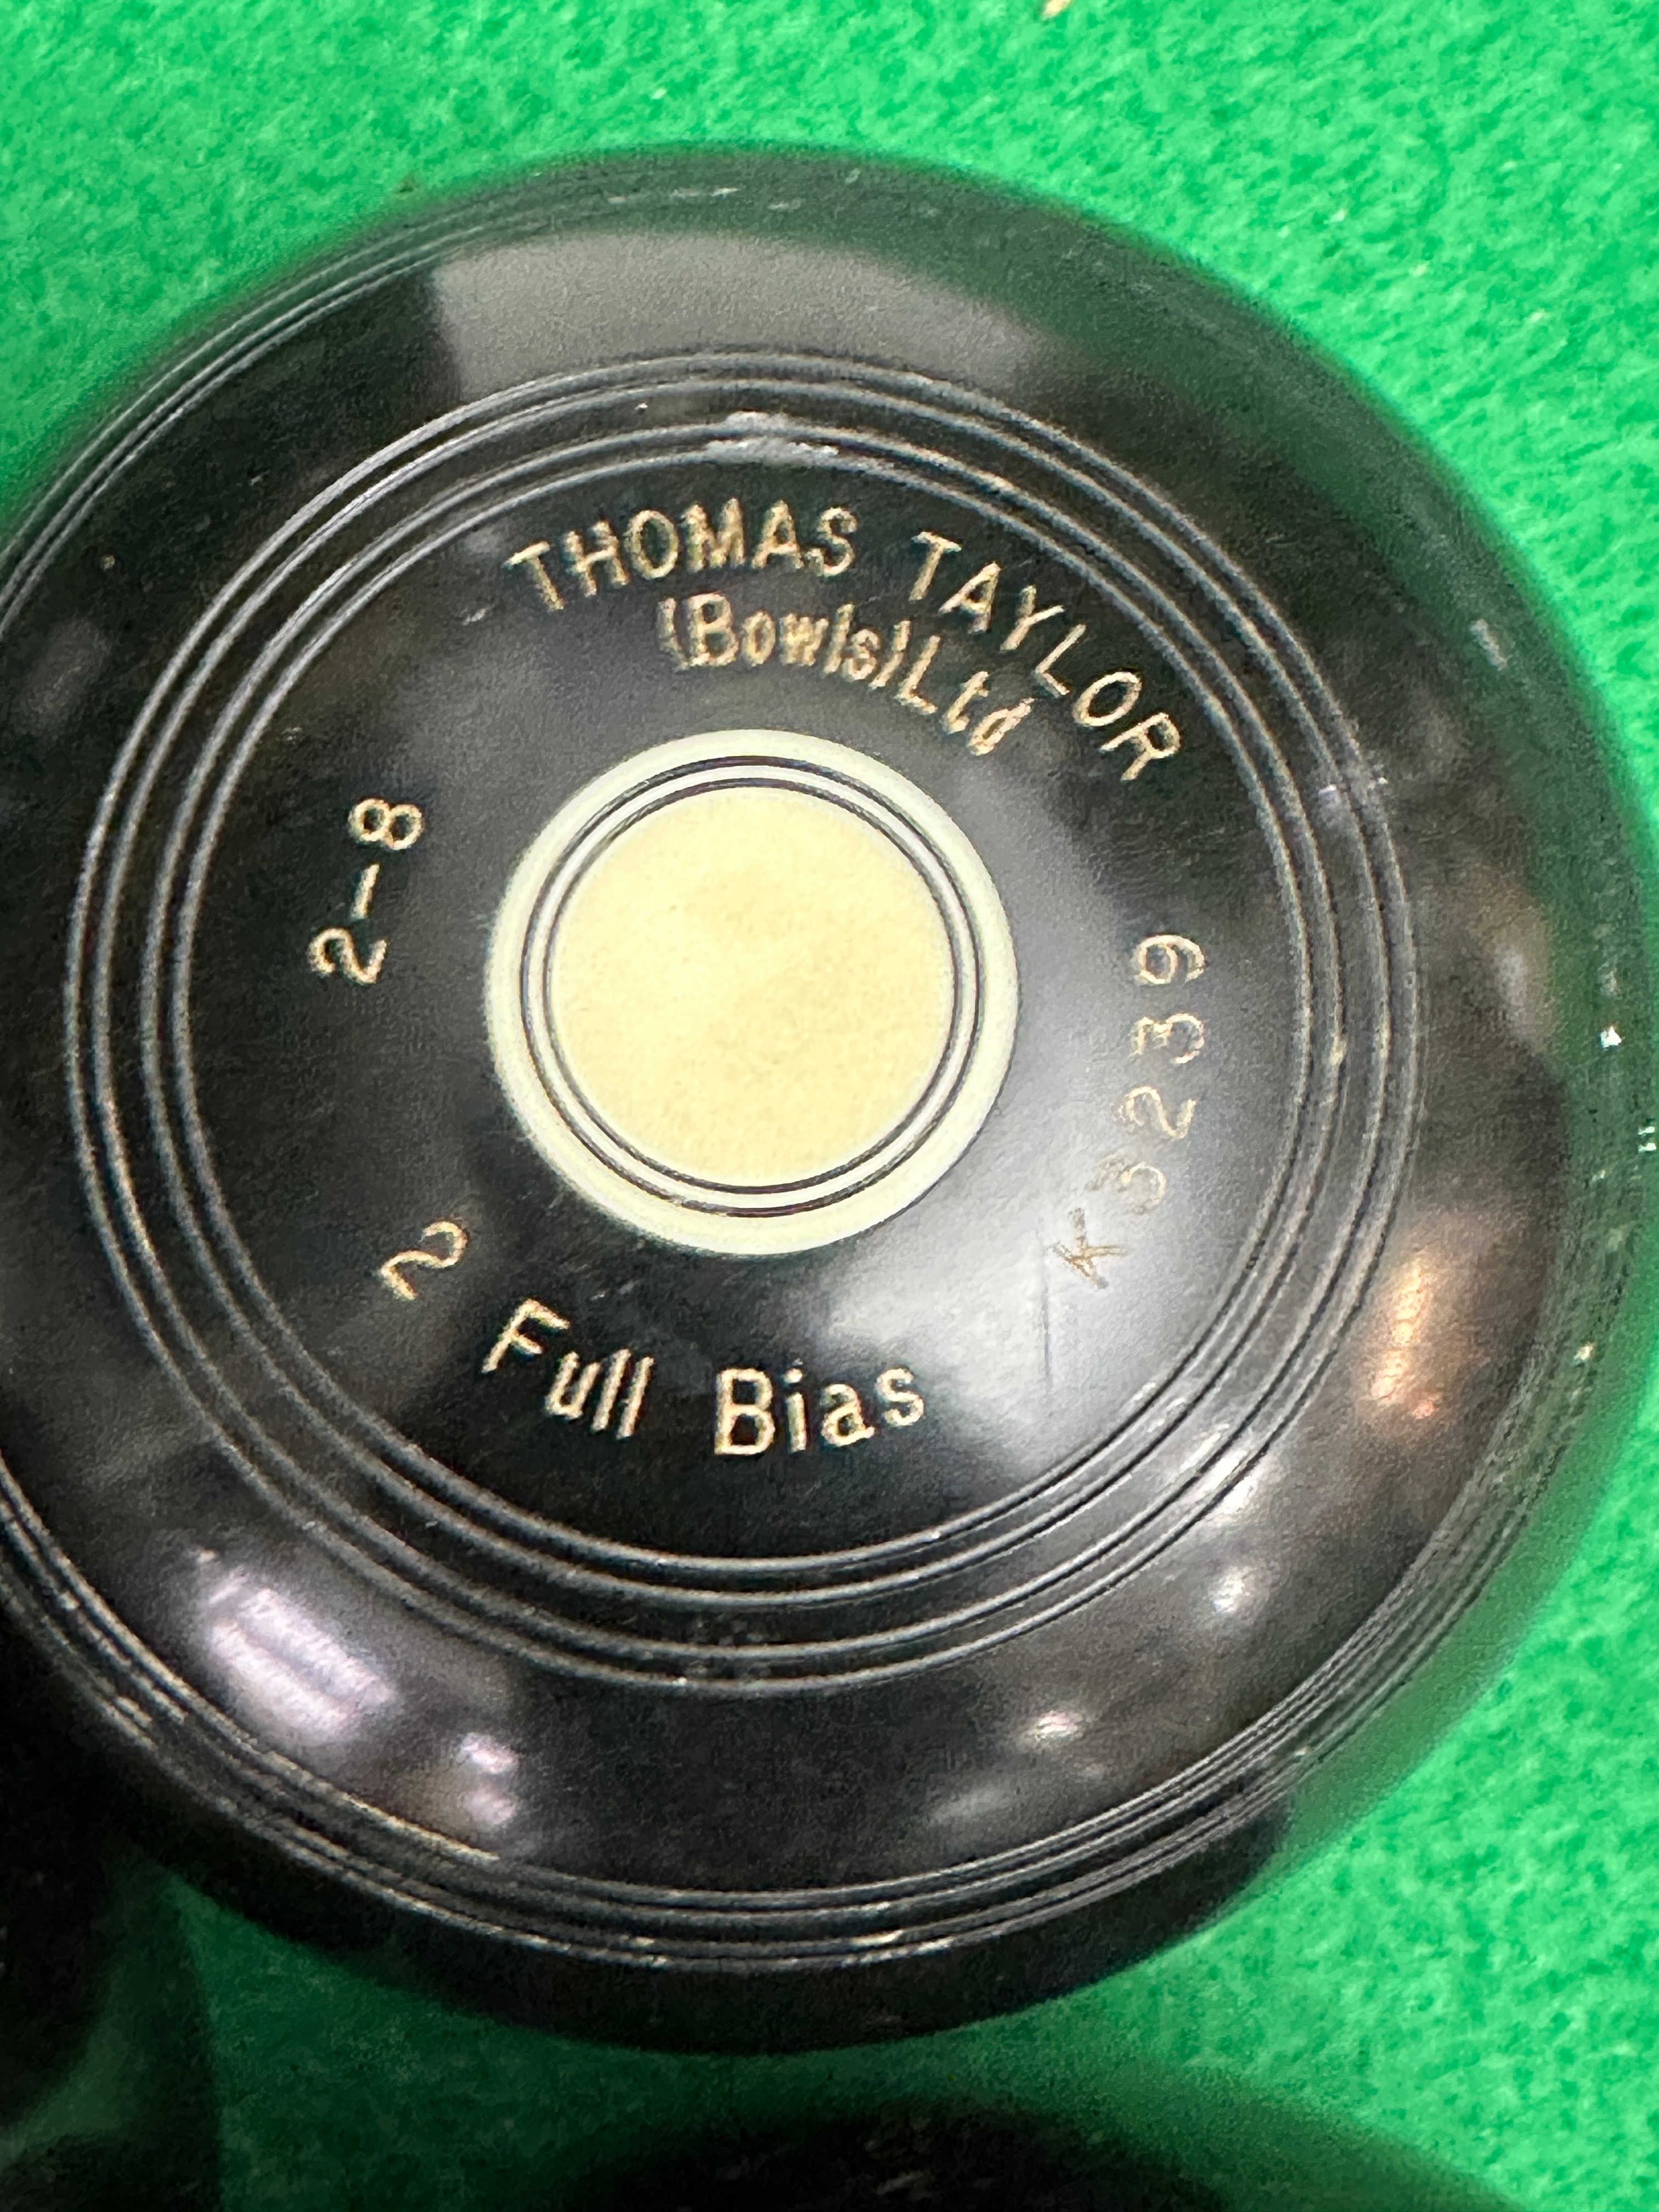 THOMAS TAYLOR
(Bowls) Ltd
2-8
K3239
2 Full Bias